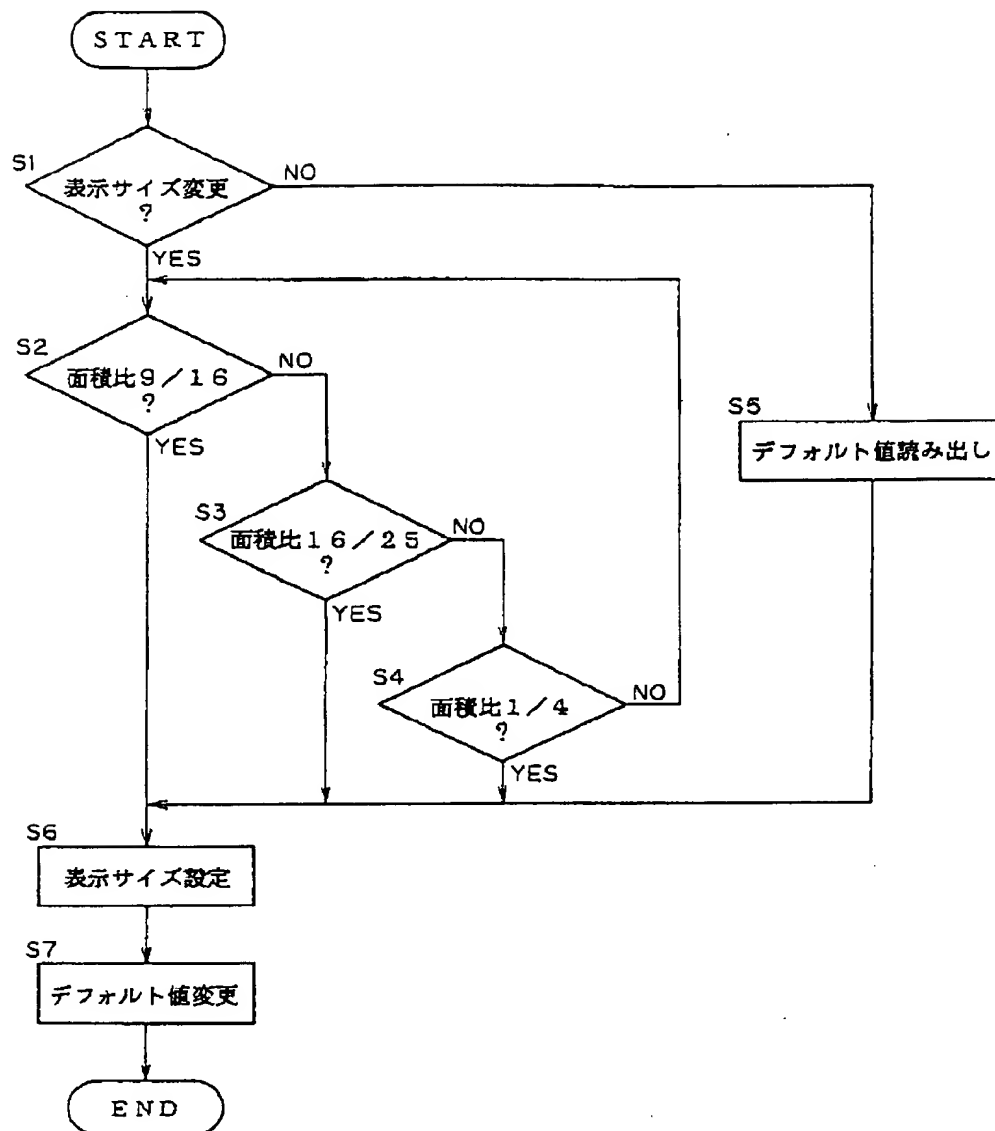 START
S1
表示サイズ変更
?
NO
YES
S2
面積比9／16
?
NO
YES
S5
デフォルト値読み出し
S3
面積比16／25
?
NO
YES
S4
面積比1／4
?
NO
YES
S6
表示サイズ設定
S7
デフォルト値変更
END